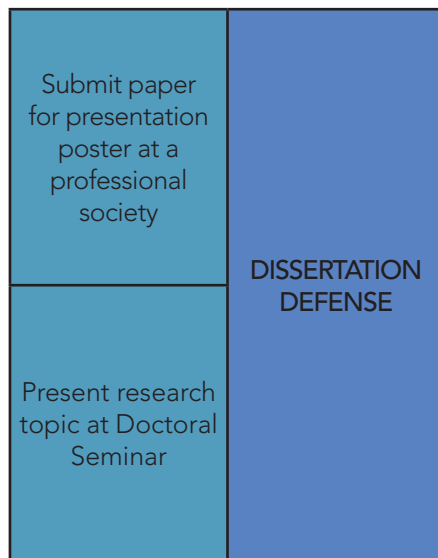 Submit paper
for presentation
poster at a
professional
society
Present research
topic at Doctoral
Seminar
DISSERTATION
DEFENSE